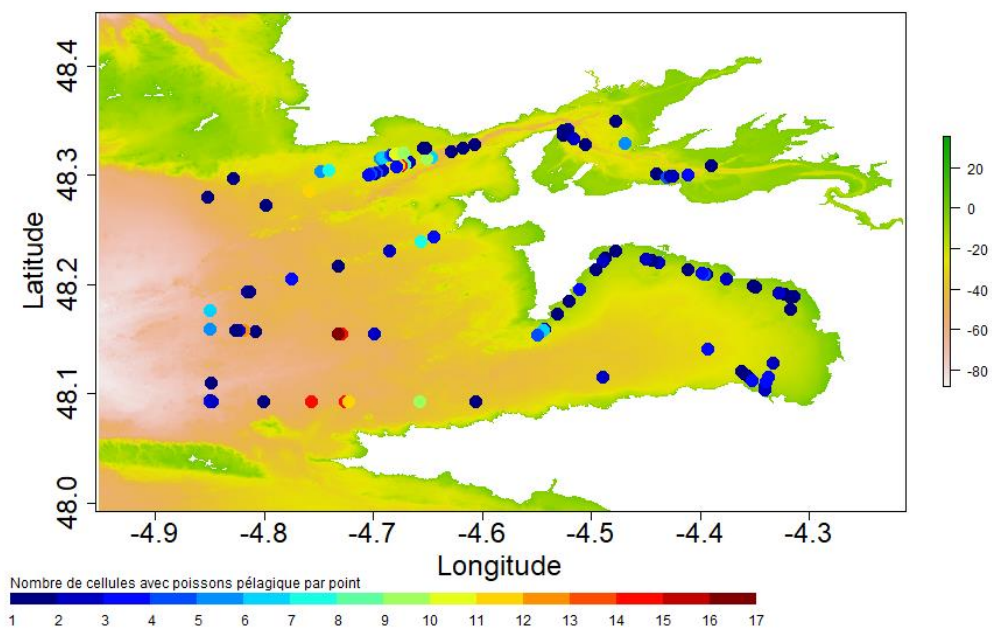 48.4
48.3
48.2
48.1
48.0
Latitude
-4.9 -4.8 -4.7 -4.6 -4.5 -4.4 -4.3
Longitude
20
0
-20
-40
-60
-80
Nombre de cellules avec poissons pélagique par point
1 2 3 4 5 6 7 8 9 10 11 12 13 14 15 16 17